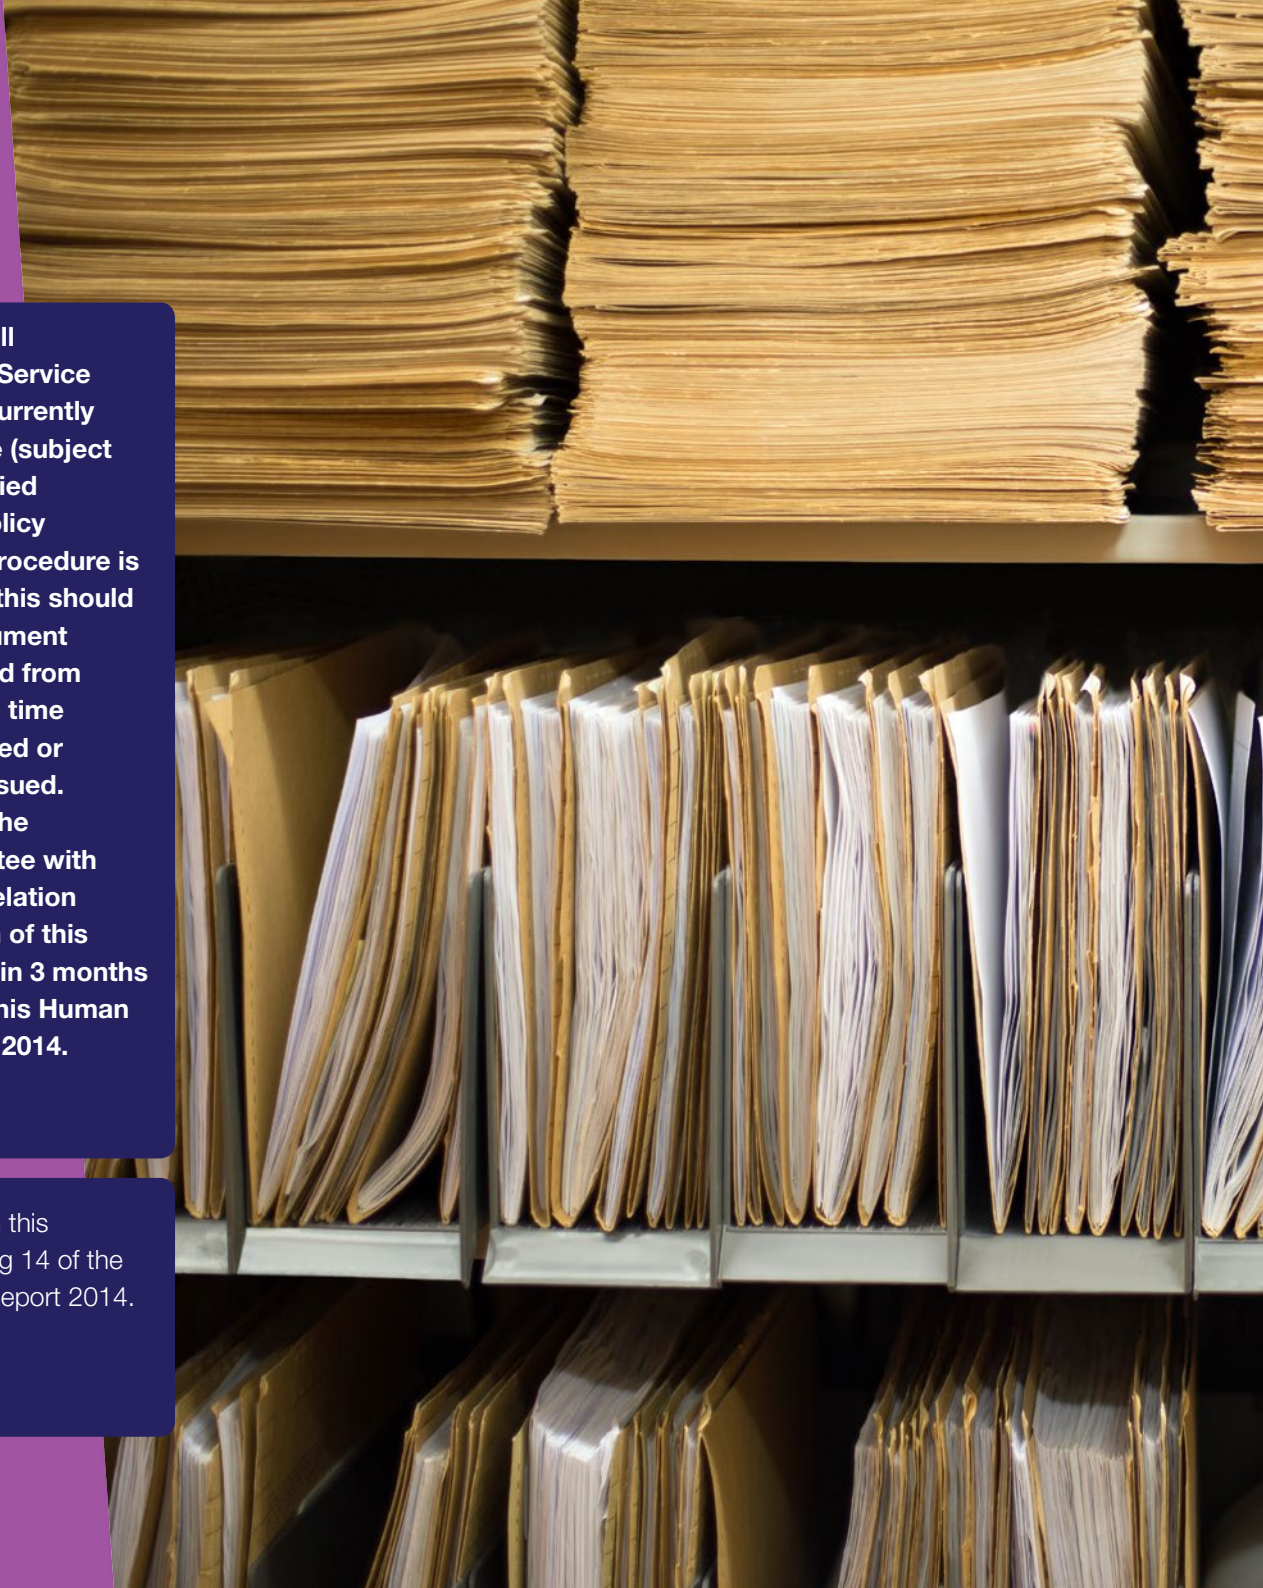 ll
Service
urrently
e (subject
ied
licy
rocedure is
this should
ument
d from
time
ed or
sued.
he
tee with
elation
of this
in 3 months
his Human
2014.
this
g 14 of the
eport 2014.